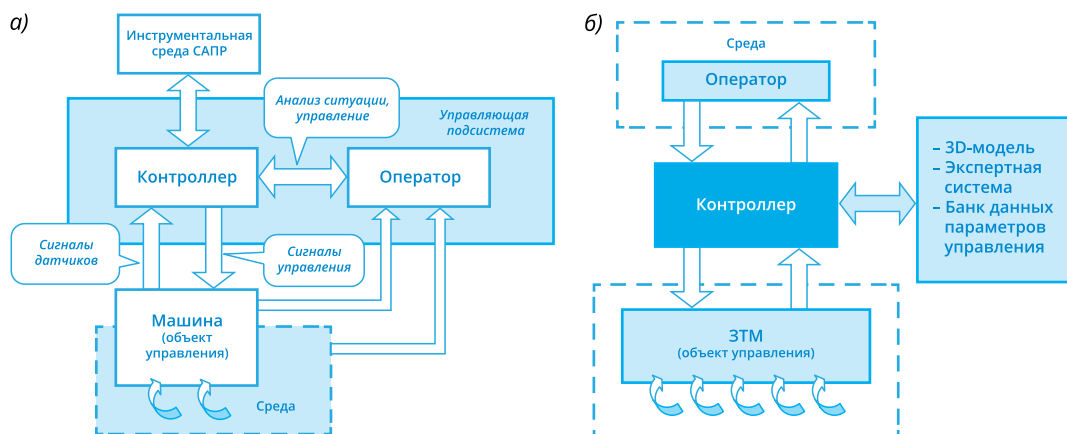 а)
Инструментальная
среда САПР
Анализ ситуации,
управление
Управляющая
подсистема
Контроллер
Оператор
Сигналы
датчиков
Сигналы
управления
Машина
(объект
управления)
Среда
б)
Среда
Оператор
Контроллер
– 3D-модель
– Экспертная
система
– Банк данных
параметров
управления
ЗТМ
(объект управления)